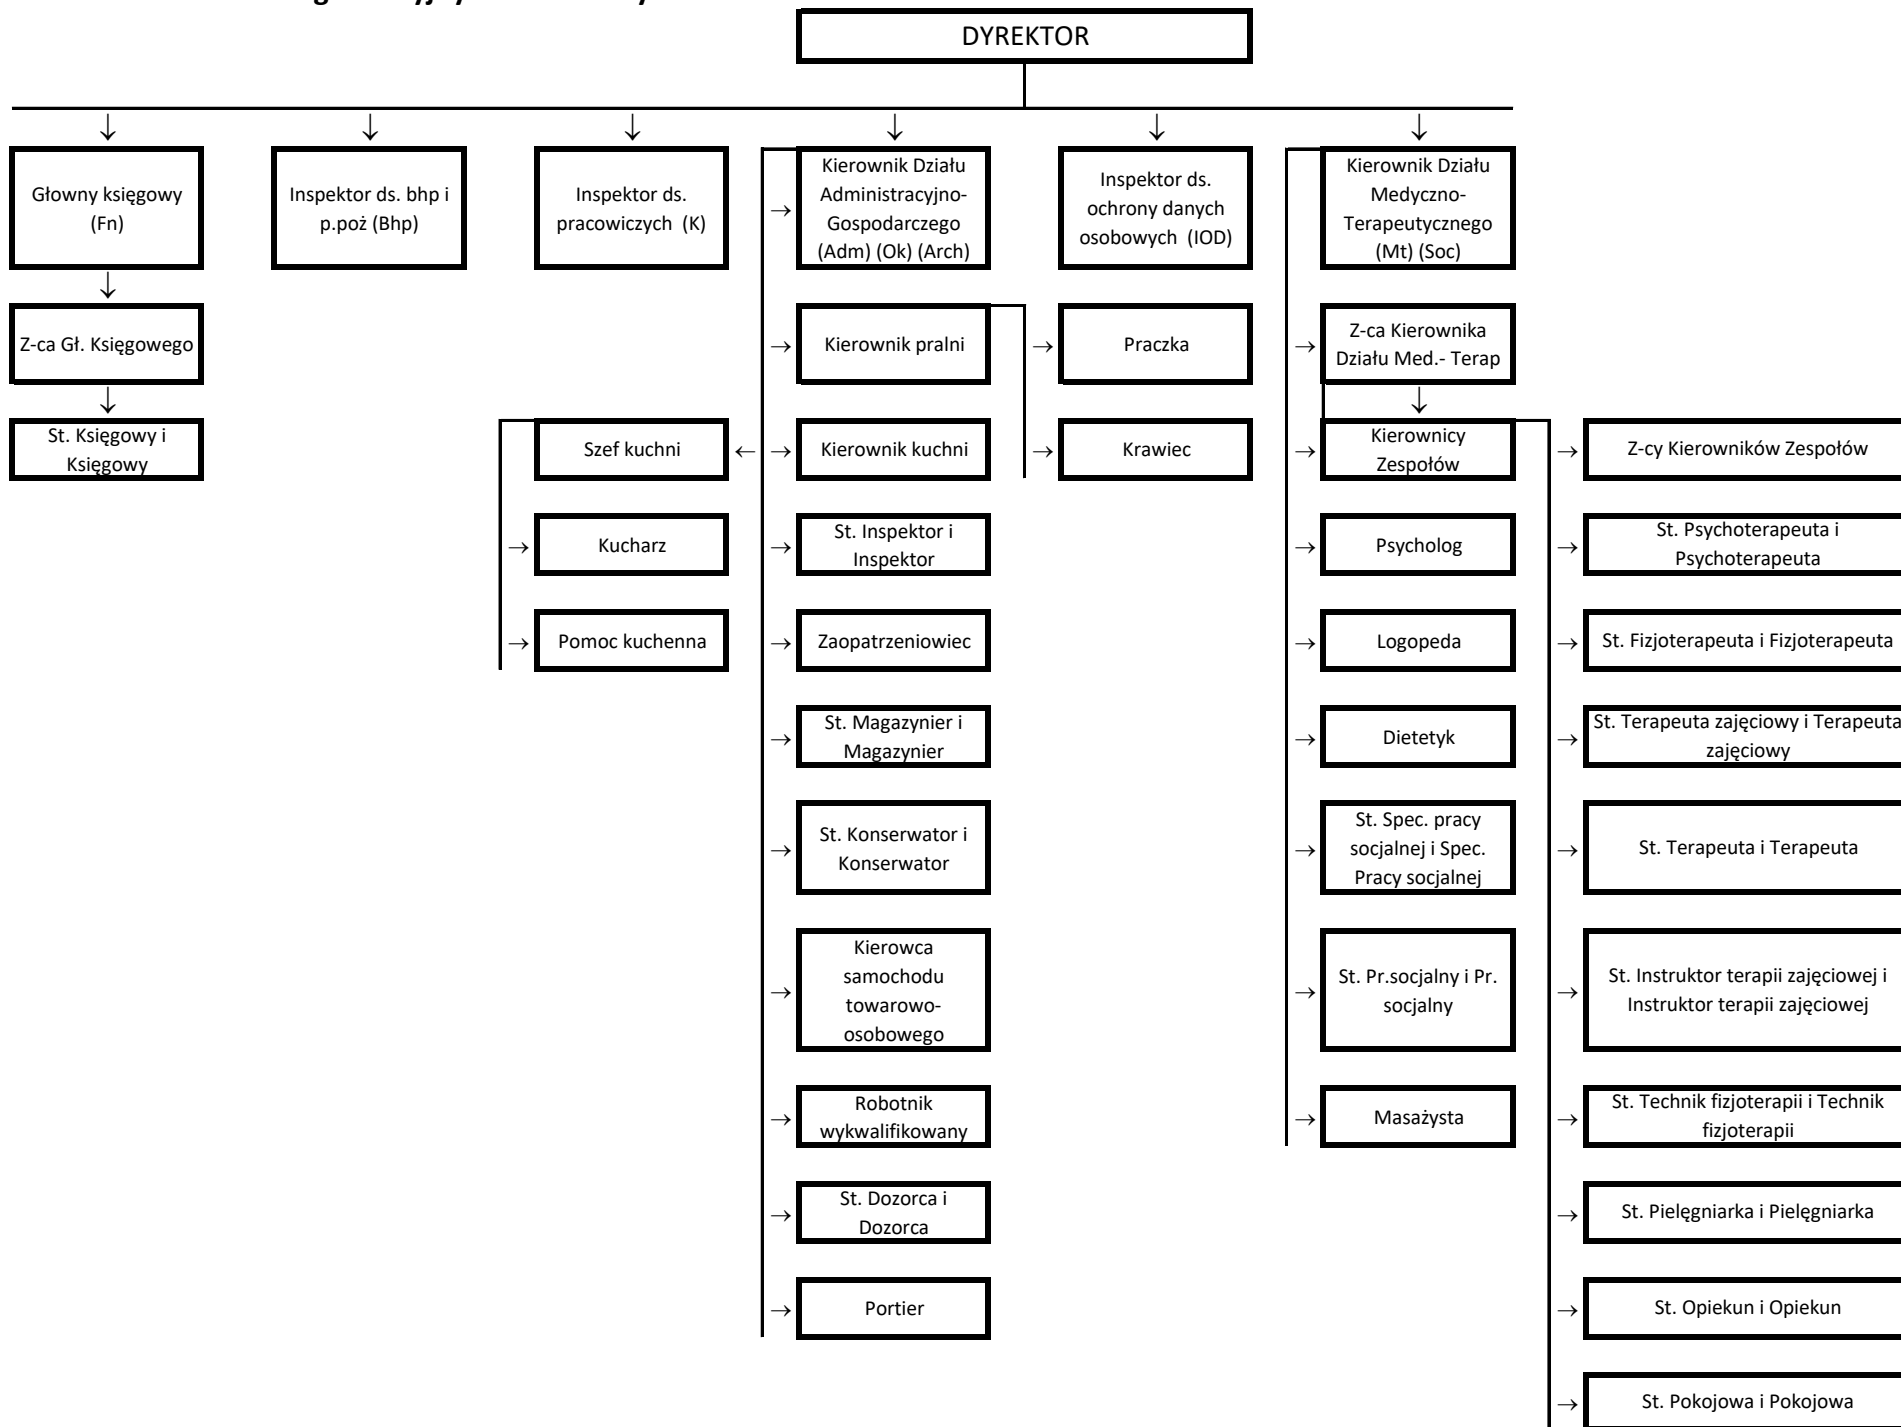 DYREKTOR
Głowny księgowy
(Fn)
Inspektor ds. bhp i
p.poż (Bhp)
Inspektor ds.
pracowiczych (K)
Kierownik Działu
Administracyjno-
Gospodarczego
(Adm) (Ok) (Arch)
Inspektor ds.
ochrony danych
osobowych (IOD)
Kierownik Działu
Medyczno-
Terapeutycznego
(Mt) (Soc)
Z-ca Gł. Księgowego
Kierownik pralni
Praczka
Z-ca Kierownika
Działu Med.- Terap
St. Księgowy i
Księgowy
Szef kuchni
Kierownik kuchni
Krawiec
Kierownicy
Zespołów
Z-cy Kierowników Zespołów
Kucharz
St. Inspektor i
Inspektor
Psycholog
St. Psychoterapeuta i
Psychoterapeuta
Pomoc kuchenna
Zaopatrzeniowiec
Logopeda
St. Fizjoterapeuta i Fizjoterapeuta
St. Magazynier i
Magazynier
Dietetyk
St. Terapeuta zajęciowy i Terapeuta
zajęciowy
St. Konserwator i
Konserwator
St. Spec. pracy
socjalnej i Spec.
Pracy socjalnej
St. Terapeuta i Terapeuta
Kierowca
samochodu
towarowo-
osobowego
St. Pr.socjalny i Pr.
socjalny
St. Instruktor terapii zajęciowej i
Instruktor terapii zajęciowej
Robotnik
wykwalifikowany
Masażysta
St. Technik fizjoterapii i Technik
fizjoterapii
St. Dozorca i
Dozorca
St. Pielęgniarka i Pielęgniarka
Portier
St. Opiekun i Opiekun
St. Pokojowa i Pokojowa